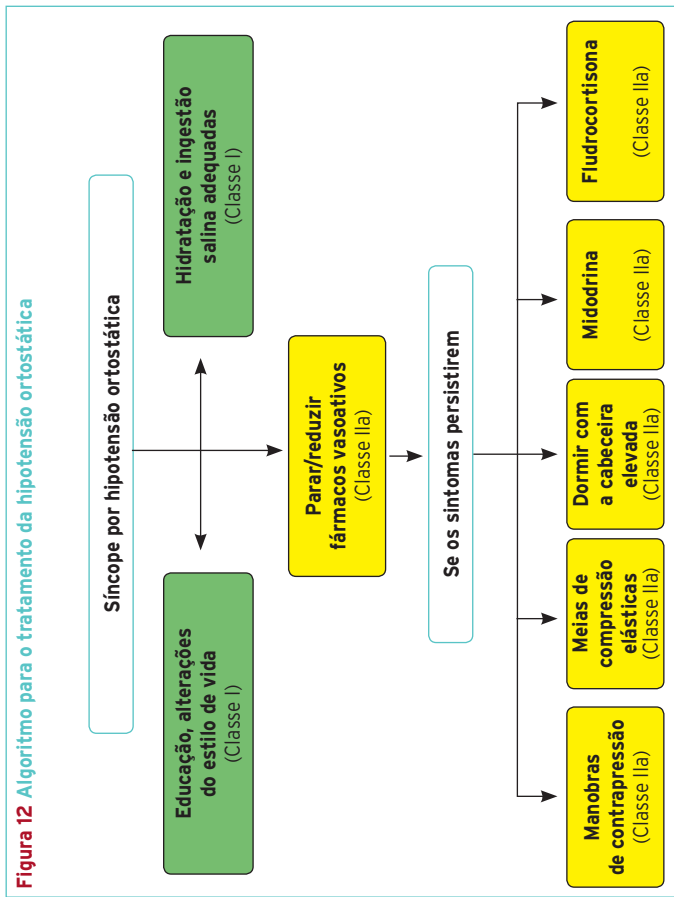 Figura 12 Algoritmo para o tratamento da hipotensão ortostática
Síncope por hipotensão ortostática
Educação, alterações
do estilo de vida
(Classe I)
Hidratação e ingestão
salina adequadas
(Classe I)
Parar/reduzir
fármacos vasoativos
(Classe IIa)
Se os sintomas persistirem
Manobras
de contrapressão
(Classe IIa)
Meias de
compressão
elásticas
(Classe IIa)
Dormir com
a cabeceira
elevada
(Classe IIa)
Midodrina
(Classe IIa)
Fludrocortisona
(Classe IIa)